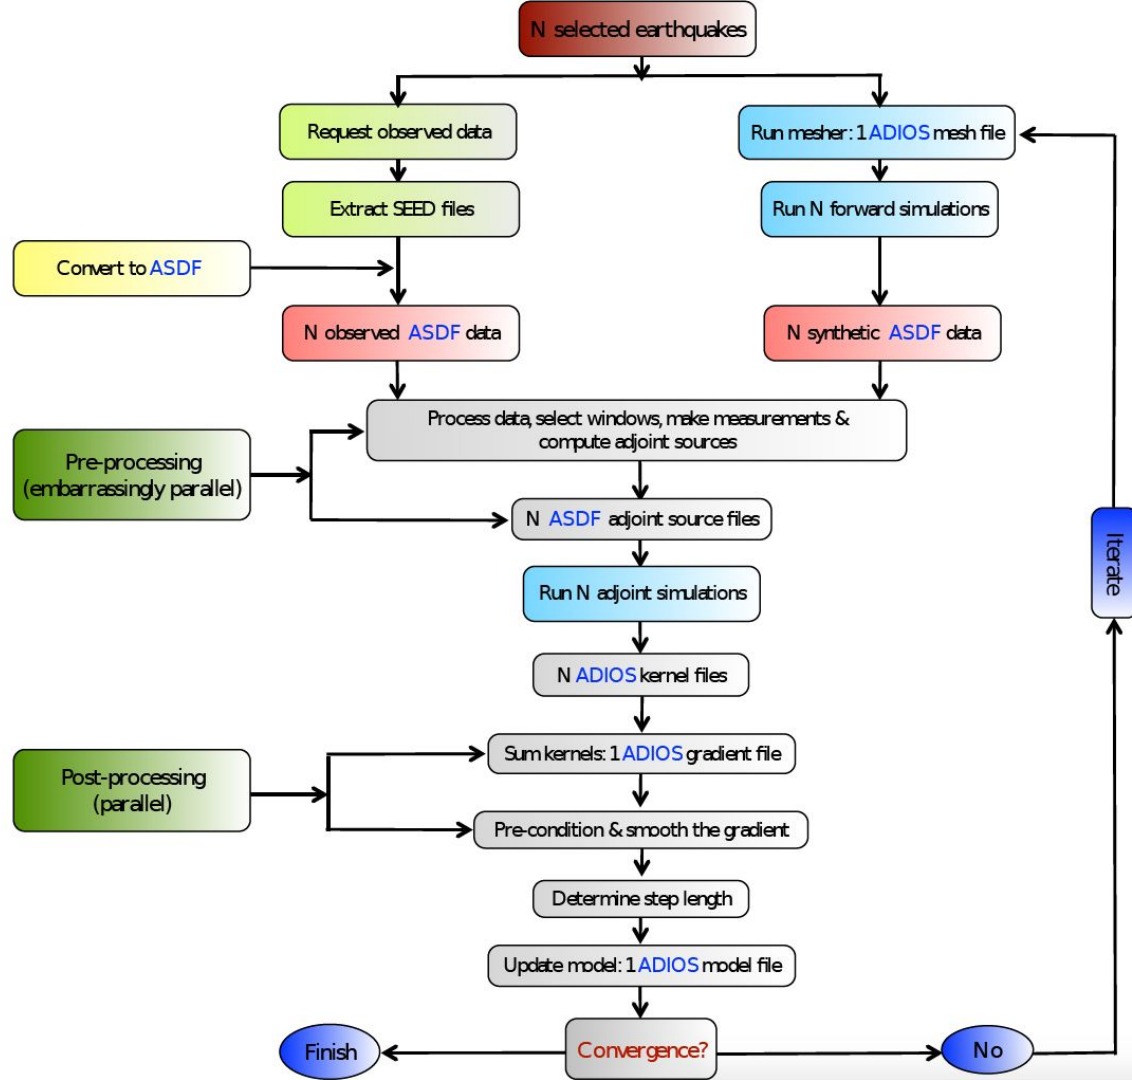 N selected earthquakes
Request observed data
Run mesher: 1 ADIOS mesh file
Extract SEED files
Run N forward simulations
Convert to ASDF
N observed ASDF data
N synthetic ASDF data
Process data, select windows, make measurements &
compute adjoint sources
Pre-processing
(embarrassingly parallel)
N ASDF adjoint source files
Iterate
Run N adjoint simulations
N ADIOS kernel files
Sum kernels: 1 ADIOS gradient file
Post-processing
(parallel)
Pre-condition & smooth the gradient
Determine step length
Update model: 1 ADIOS model file
Finish
Convergence?
No